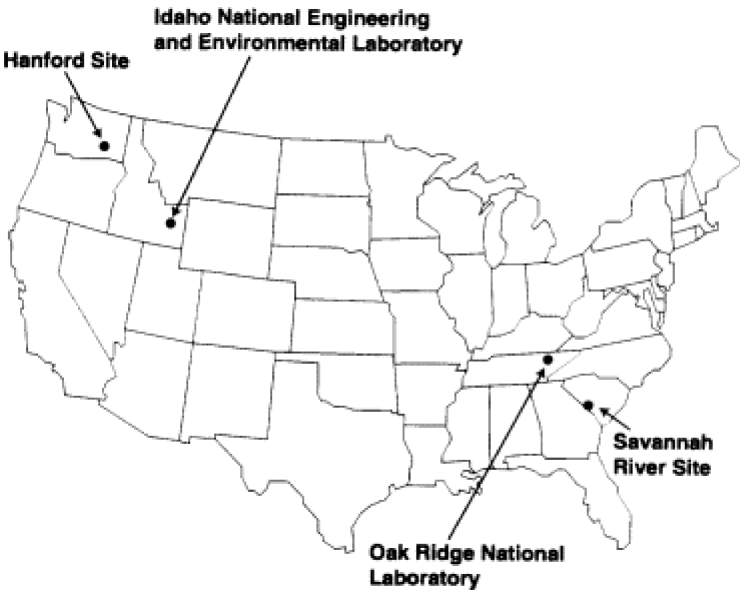 Idaho National Engineering
and Environmental Laboratory
Hanford Site
Savannah
River Site
Oak Ridge National
Laboratory